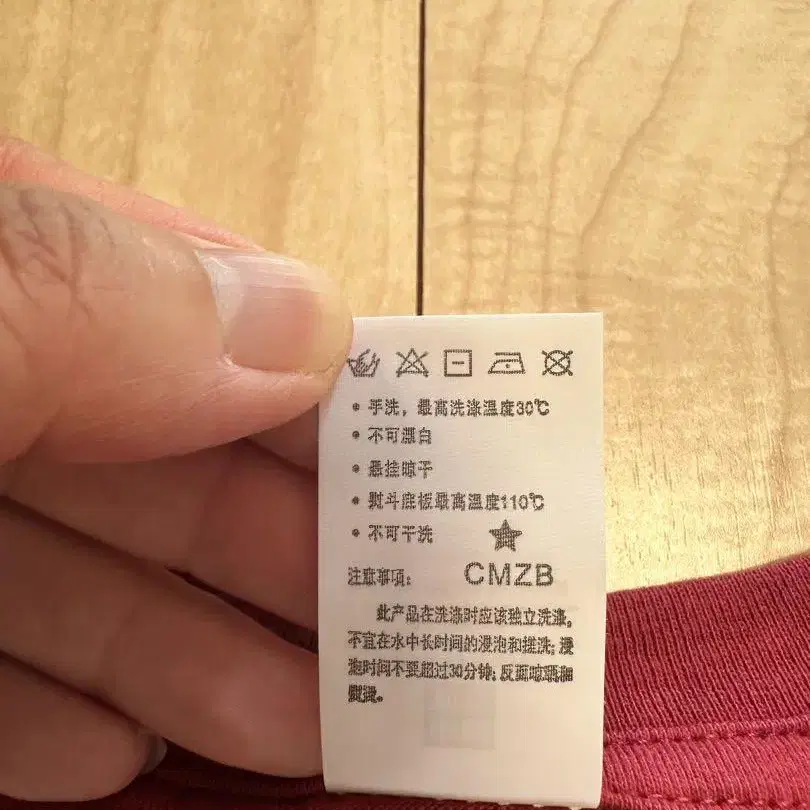 • 手洗，最高洗涤温度30℃
• 不可漂白
• 悬挂晾干
• 熨斗底板最高温度110℃
• 不可干洗
注意事项：
CMZB
此产品在洗涤时应该独立洗涤，
不宜在水中长时间的浸泡和搓洗；浸
泡时间不要超过30分钟；反面晾晒和
熨烫。